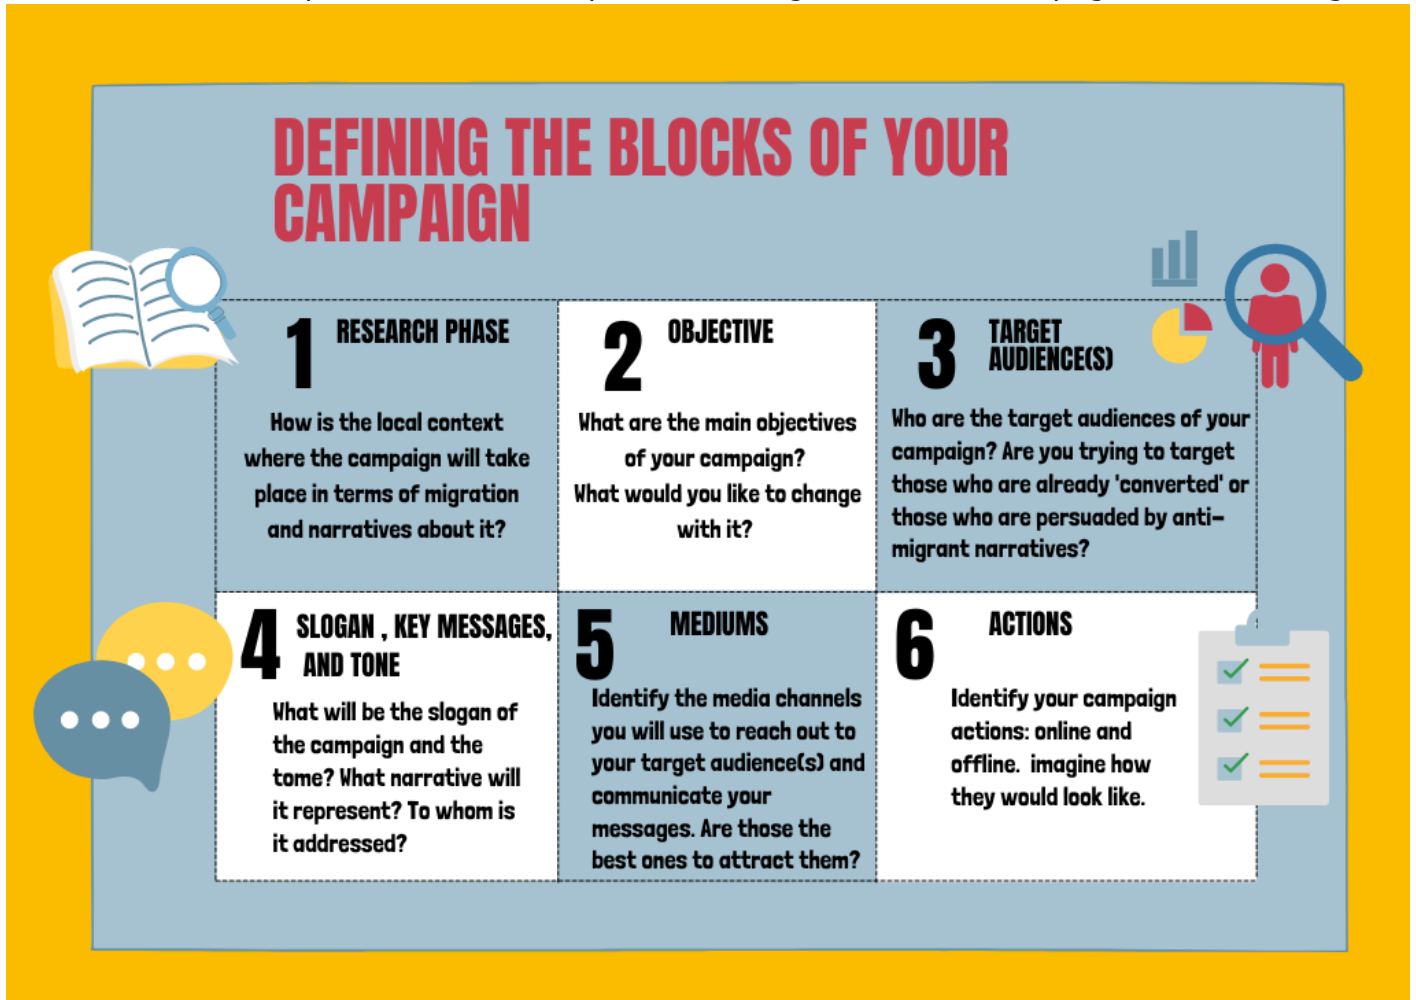 DEFINING THE BLOCKS OF YOUR
CAMPAIGN
1 RESEARCH PHASE
How is the local context
where the campaign will take
place in terms of migration
and narratives about it?
2 OBJECTIVE
What are the main objectives
of your campaign?
What would you like to change
with it?
3 TARGET
AUDIENCE(S)
Who are the target audiences of your
campaign? Are you trying to target
those who are already 'converted' or
those who are persuaded by anti-
migrant narratives?
4 SLOGAN , KEY MESSAGES,
AND TONE
What will be the slogan of
the campaign and the
tome? What narrative will
it represent? To whom is
it addressed?
5 MEDIUMS
Identify the media channels
you will use to reach out to
your target audience(s) and
communicate your
messages. Are those the
best ones to attract them?
6 ACTIONS
Identify your campaign
actions: online and
offline. imagine how
they would look like.